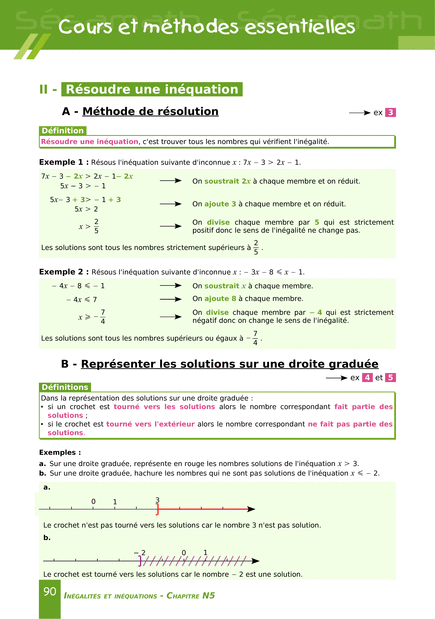 Sésamath Sésamath
Cours et méthodes essentielles
II - Résoudre une inéquation
A - Méthode de résolution
ex 3
Définition
Résoudre une inéquation, c'est trouver tous les nombres qui vérifient l'inégalité.
Exemple 1 : Résous l'inéquation suivante d'inconnue x : 7x − 3 > 2x − 1.
7x − 3 − 2x > 2x − 1− 2x
5x − 3 > − 1
On soustrait 2x à chaque membre et on réduit.
5x− 3 + 3> − 1 + 3
5x > 2
On ajoute 3 à chaque membre et on réduit.
x > 2/5
On divise chaque membre par 5 qui est strictement
positif donc le sens de l'inégalité ne change pas.
Les solutions sont tous les nombres strictement supérieurs à 2/5 .
Exemple 2 : Résous l'inéquation suivante d'inconnue x : − 3x − 8 ⩽ x − 1.
− 4x − 8 ⩽ − 1
On soustrait x à chaque membre.
− 4x ⩽ 7
On ajoute 8 à chaque membre.
x ⩾ − 7/4
On divise chaque membre par − 4 qui est strictement
négatif donc on change le sens de l'inégalité.
Les solutions sont tous les nombres supérieurs ou égaux à − 7/4 .
B - Représenter les solutions sur une droite graduée
ex 4 et 5
Définitions
Dans la représentation des solutions sur une droite graduée :
• si un crochet est tourné vers les solutions alors le nombre correspondant fait partie des
solutions ;
• si le crochet est tourné vers l'extérieur alors le nombre correspondant ne fait pas partie des
solutions.
Exemples :
a. Sur une droite graduée, représente en rouge les nombres solutions de l'inéquation x > 3.
b. Sur une droite graduée, hachure les nombres qui ne sont pas solutions de l'inéquation x ⩽ − 2.
a.
0 1 3
Le crochet n'est pas tourné vers les solutions car le nombre 3 n'est pas solution.
b.
− 2 0 1
Le crochet est tourné vers les solutions car le nombre − 2 est une solution.
90 INÉGALITÉS ET INÉQUATIONS - CHAPITRE N5